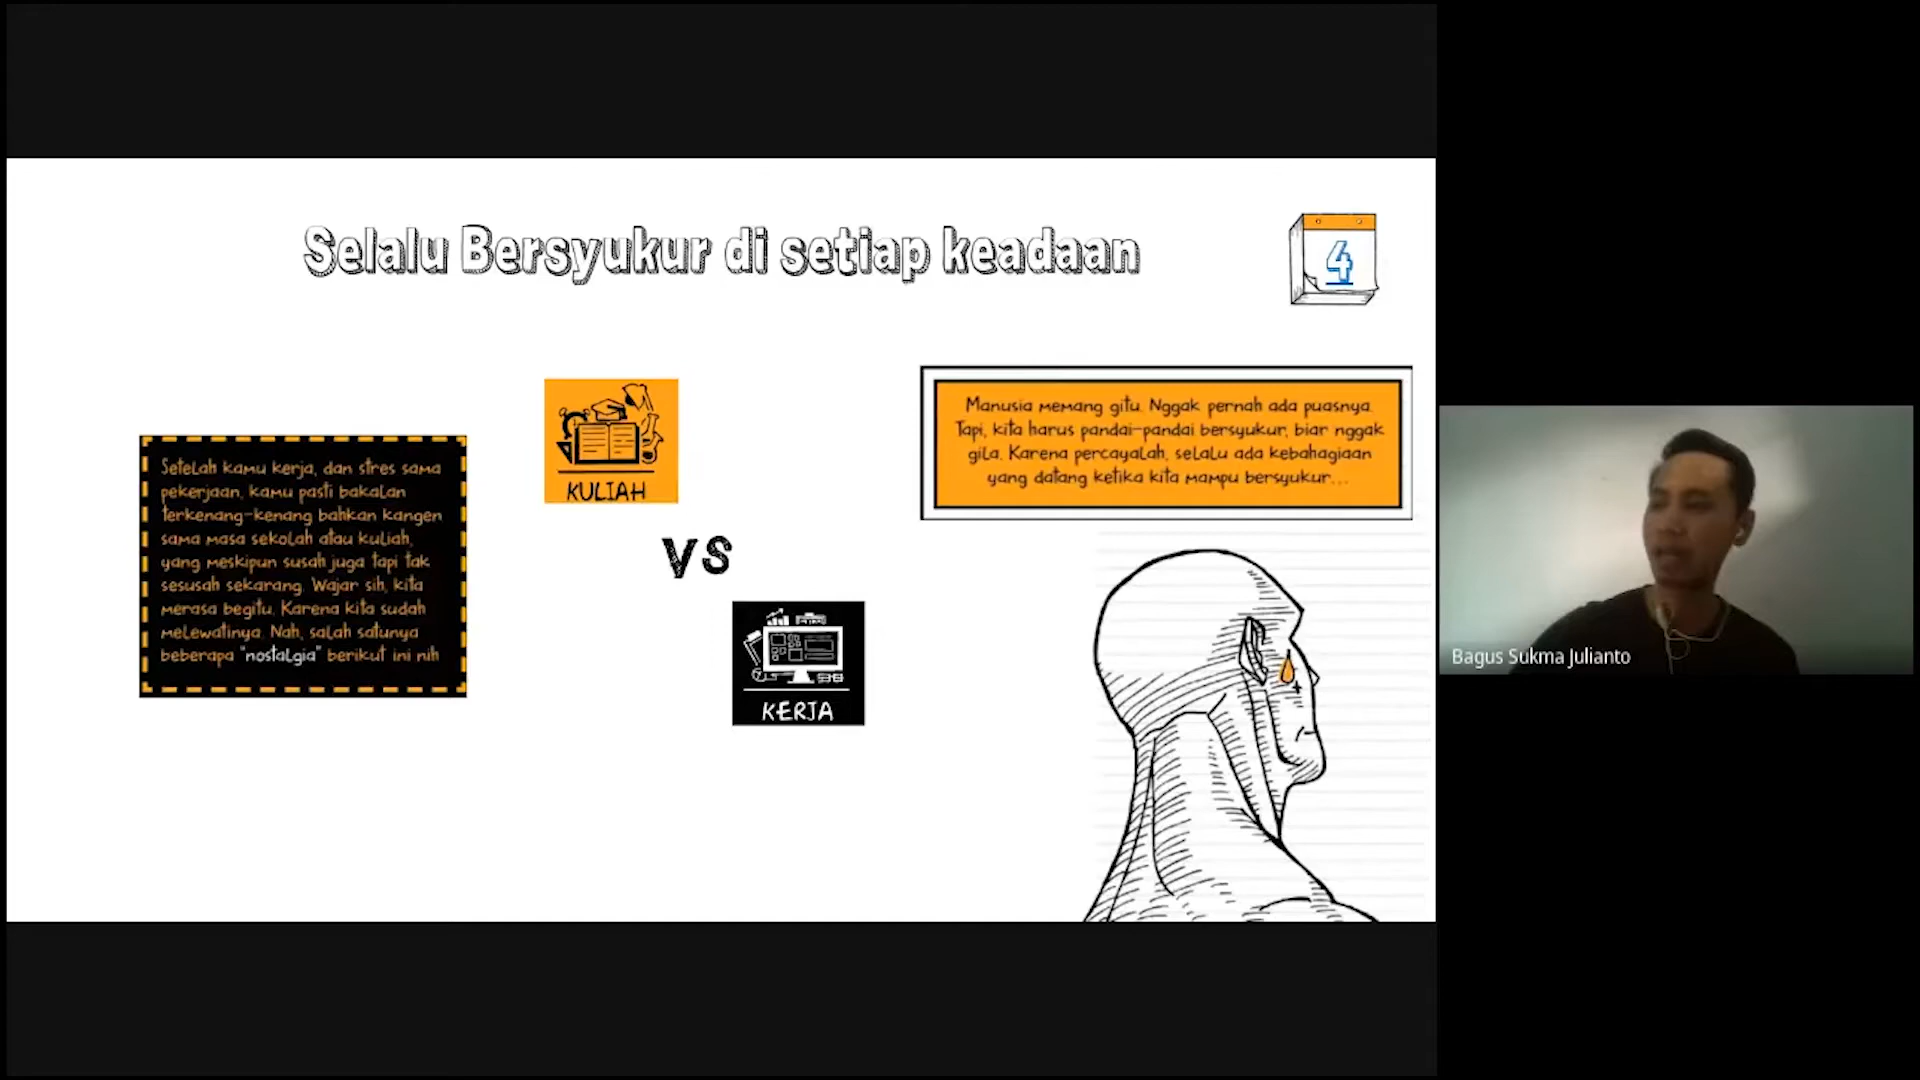 Selalu Bersyukur di setiap keadaan
4
Setelah kamu kerja, dan stres sama
pekerjaan, kamu pasti bakalan
terkenang-kenang bahkan kangen
sama masa sekolah atau kuliah,
yang meskipun susah juga tapi tak
sesusah sekarang. Wajar sih, kita
merasa begitu. Karena kita sudah
melewatinya. Nah, salah satunya
beberapa "nostalgia" berikut ini nih
KULIAH
VS
KERJA
Manusia memang gitu. Nggak pernah ada puasnya.
Tapi, kita harus pandai-pandai bersyukur, biar nggak
gila. Karena percayalah, selalu ada kebahagiaan
yang datang ketika kita mampu bersyukur...
Bagus Sukma Julianto